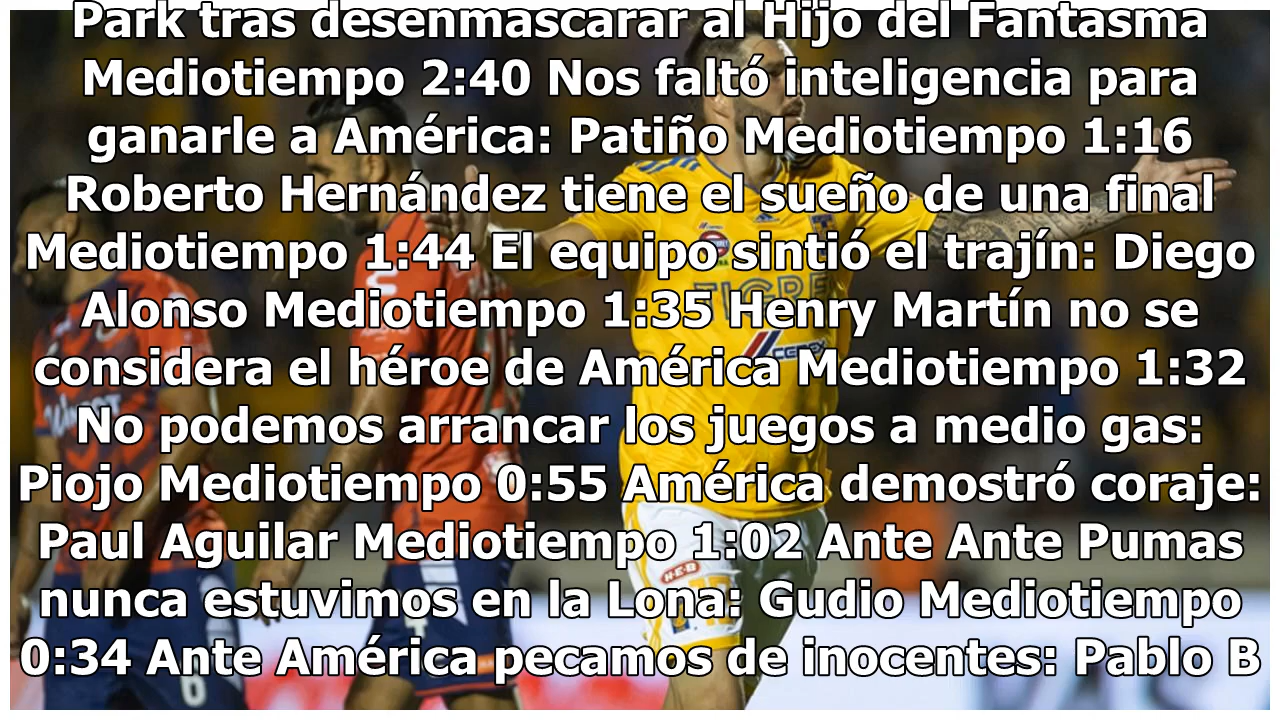 Park tras desenmascarar al Hijo del Fantasma
Mediotiempo 2:40 Nos faltó inteligencia para
ganarle a América: Patiño Mediotiempo 1:16
Roberto Hernández tiene el sueño de una final
Mediotiempo 1:44 El equipo sintió el trajín: Diego
Alonso Mediotiempo 1:35 Henry Martín no se
considera el héroe de América Mediotiempo 1:32
No podemos arrancar los juegos a medio gas:
Piojo Mediotiempo 0:55 América demostró coraje:
Paul Aguilar Mediotiempo 1:02 Ante Ante Pumas
nunca estuvimos en la Lona: Gudio Mediotiempo
0:34 Ante América pecamos de inocentes: Pablo B
TIGRE
CEMEX
H-E-B
6